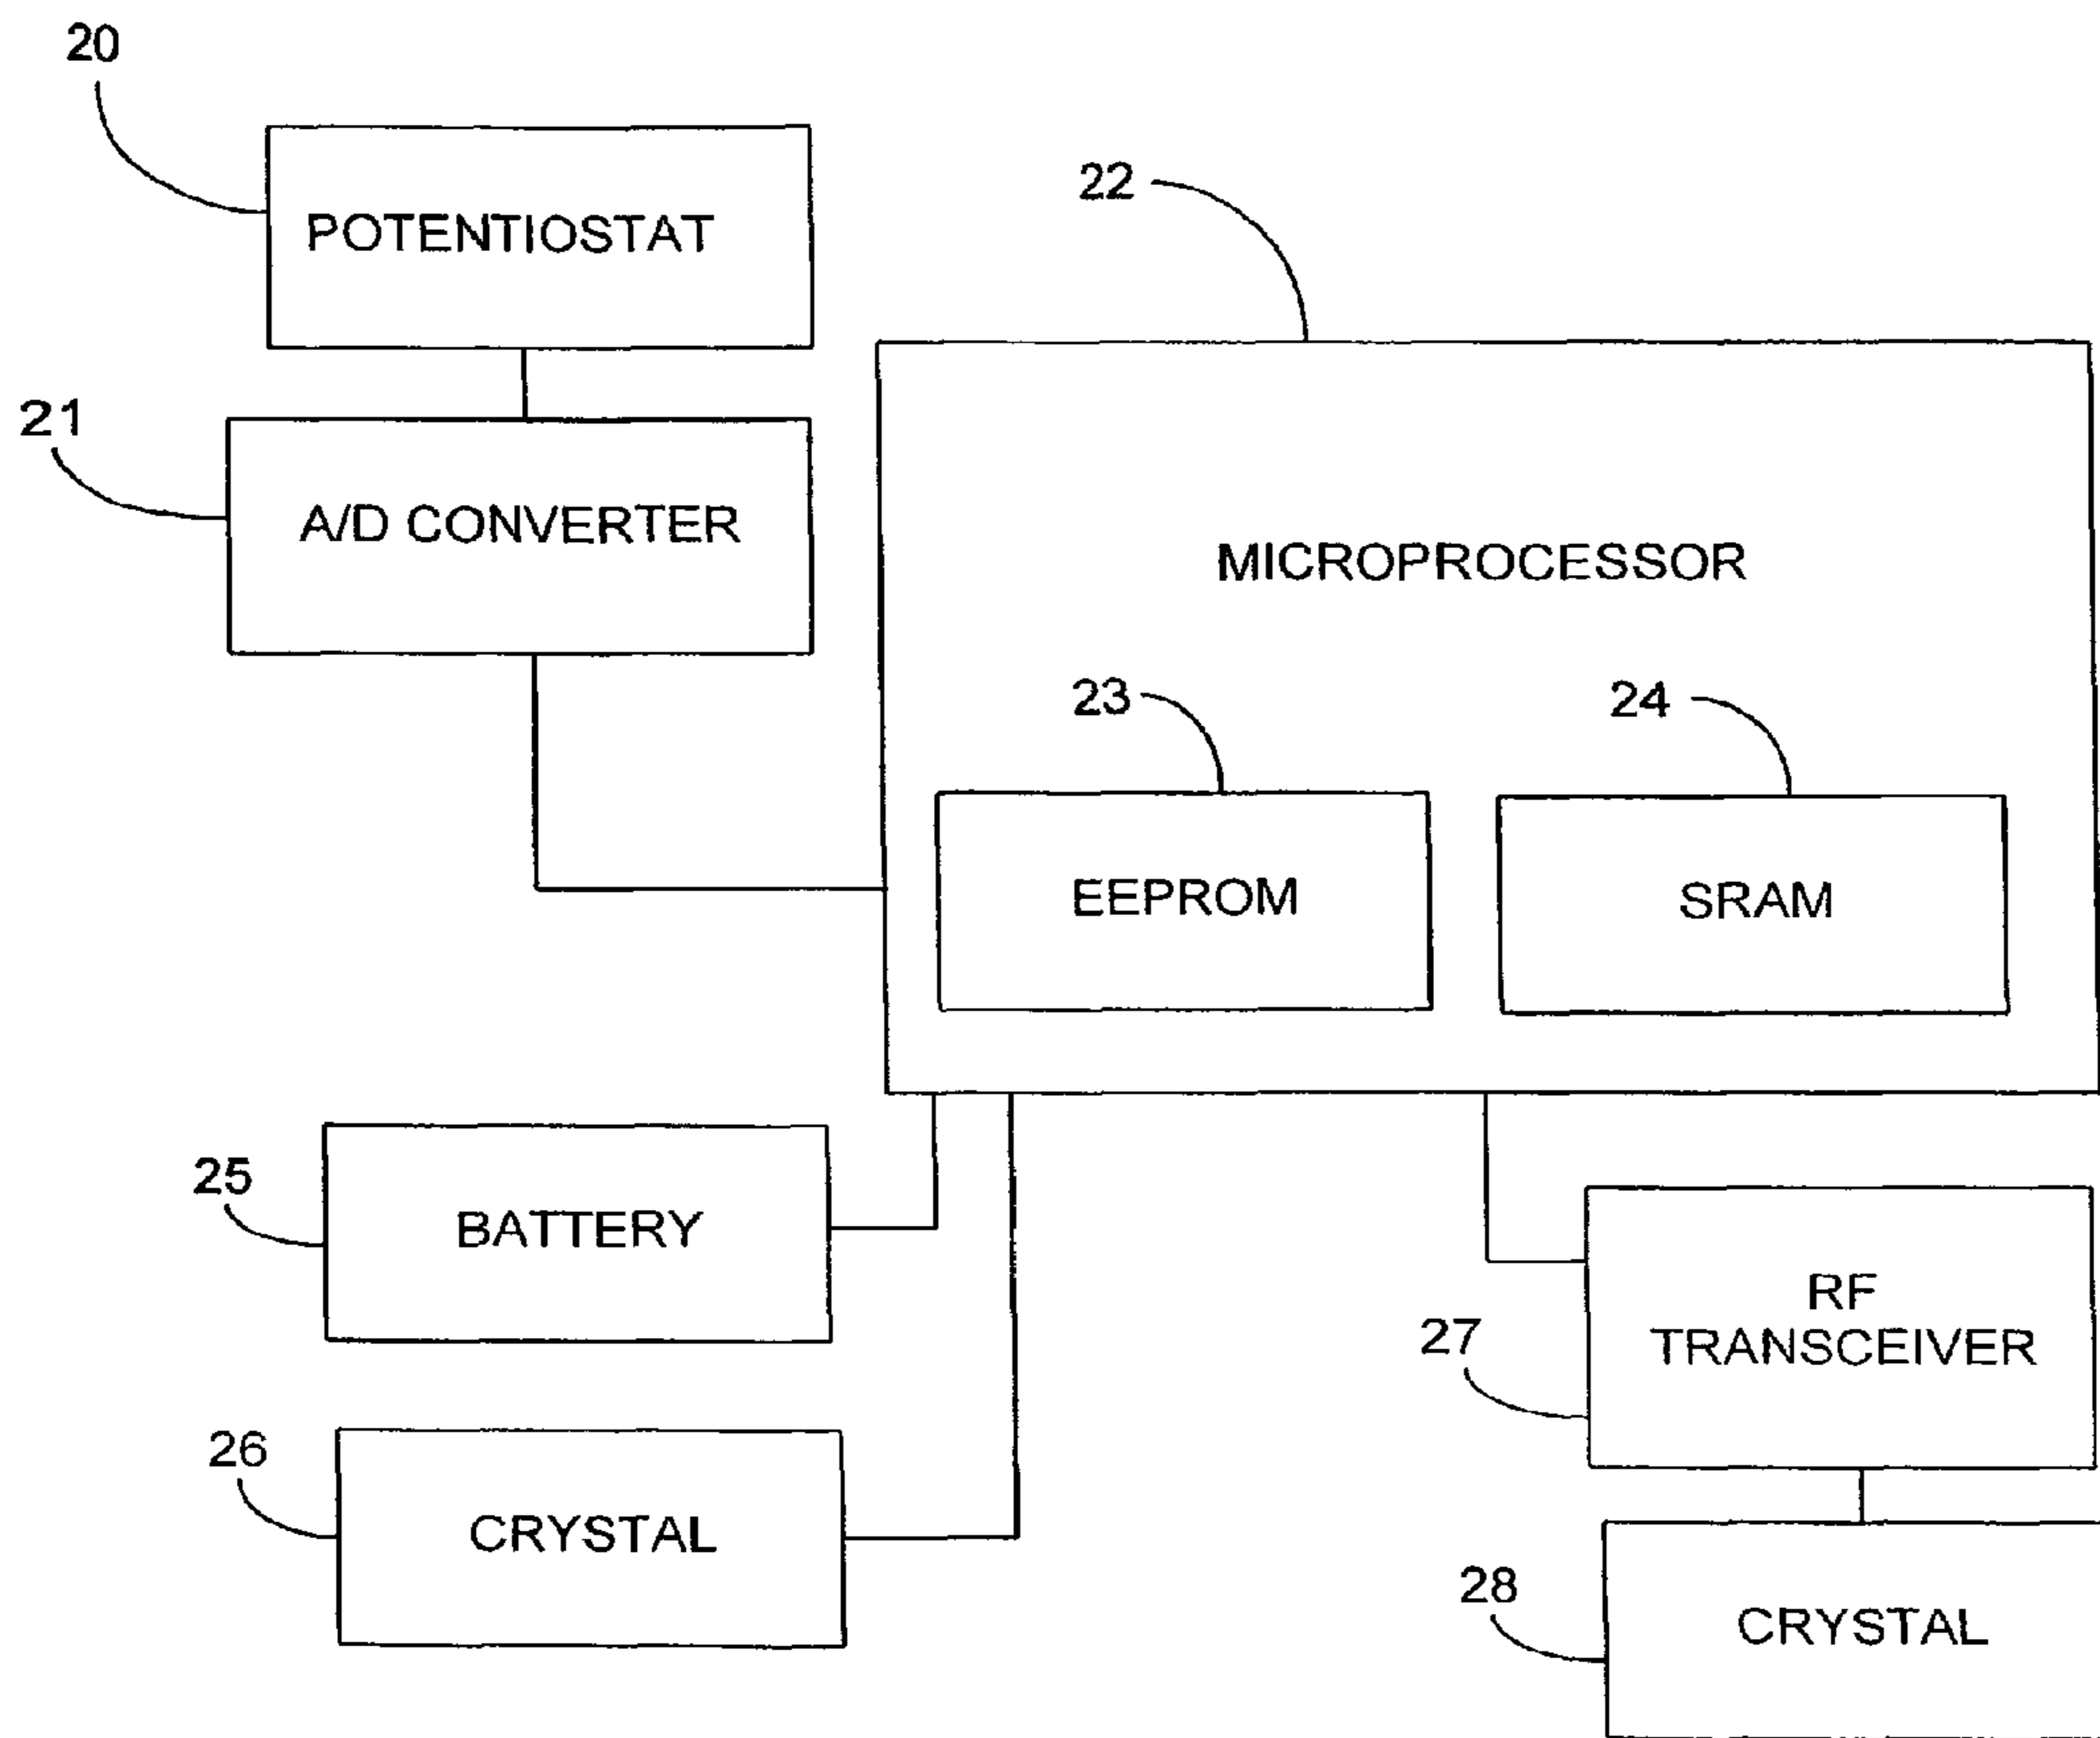 20
POTENTIOSTAT
22
21
A/D CONVERTER
MICROPROCESSOR
23
24
EEPROM
SRAM
25
BATTERY
RF
TRANSCEIVER
27
26
CRYSTAL
28
CRYSTAL